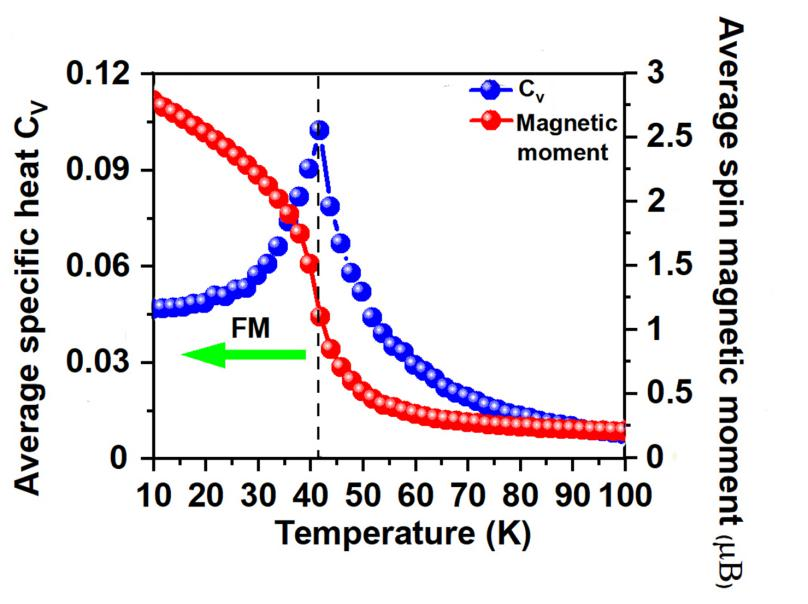 Average specific heat Cv
0.12
0.09
0.06
0.03
0
Cv
Magnetic
moment
FM
3
2.5
2
1.5
1
0.5
0
10 20 30 40 50 60 70 80 90 100
Temperature (K)
Average spin magnetic moment (μB)